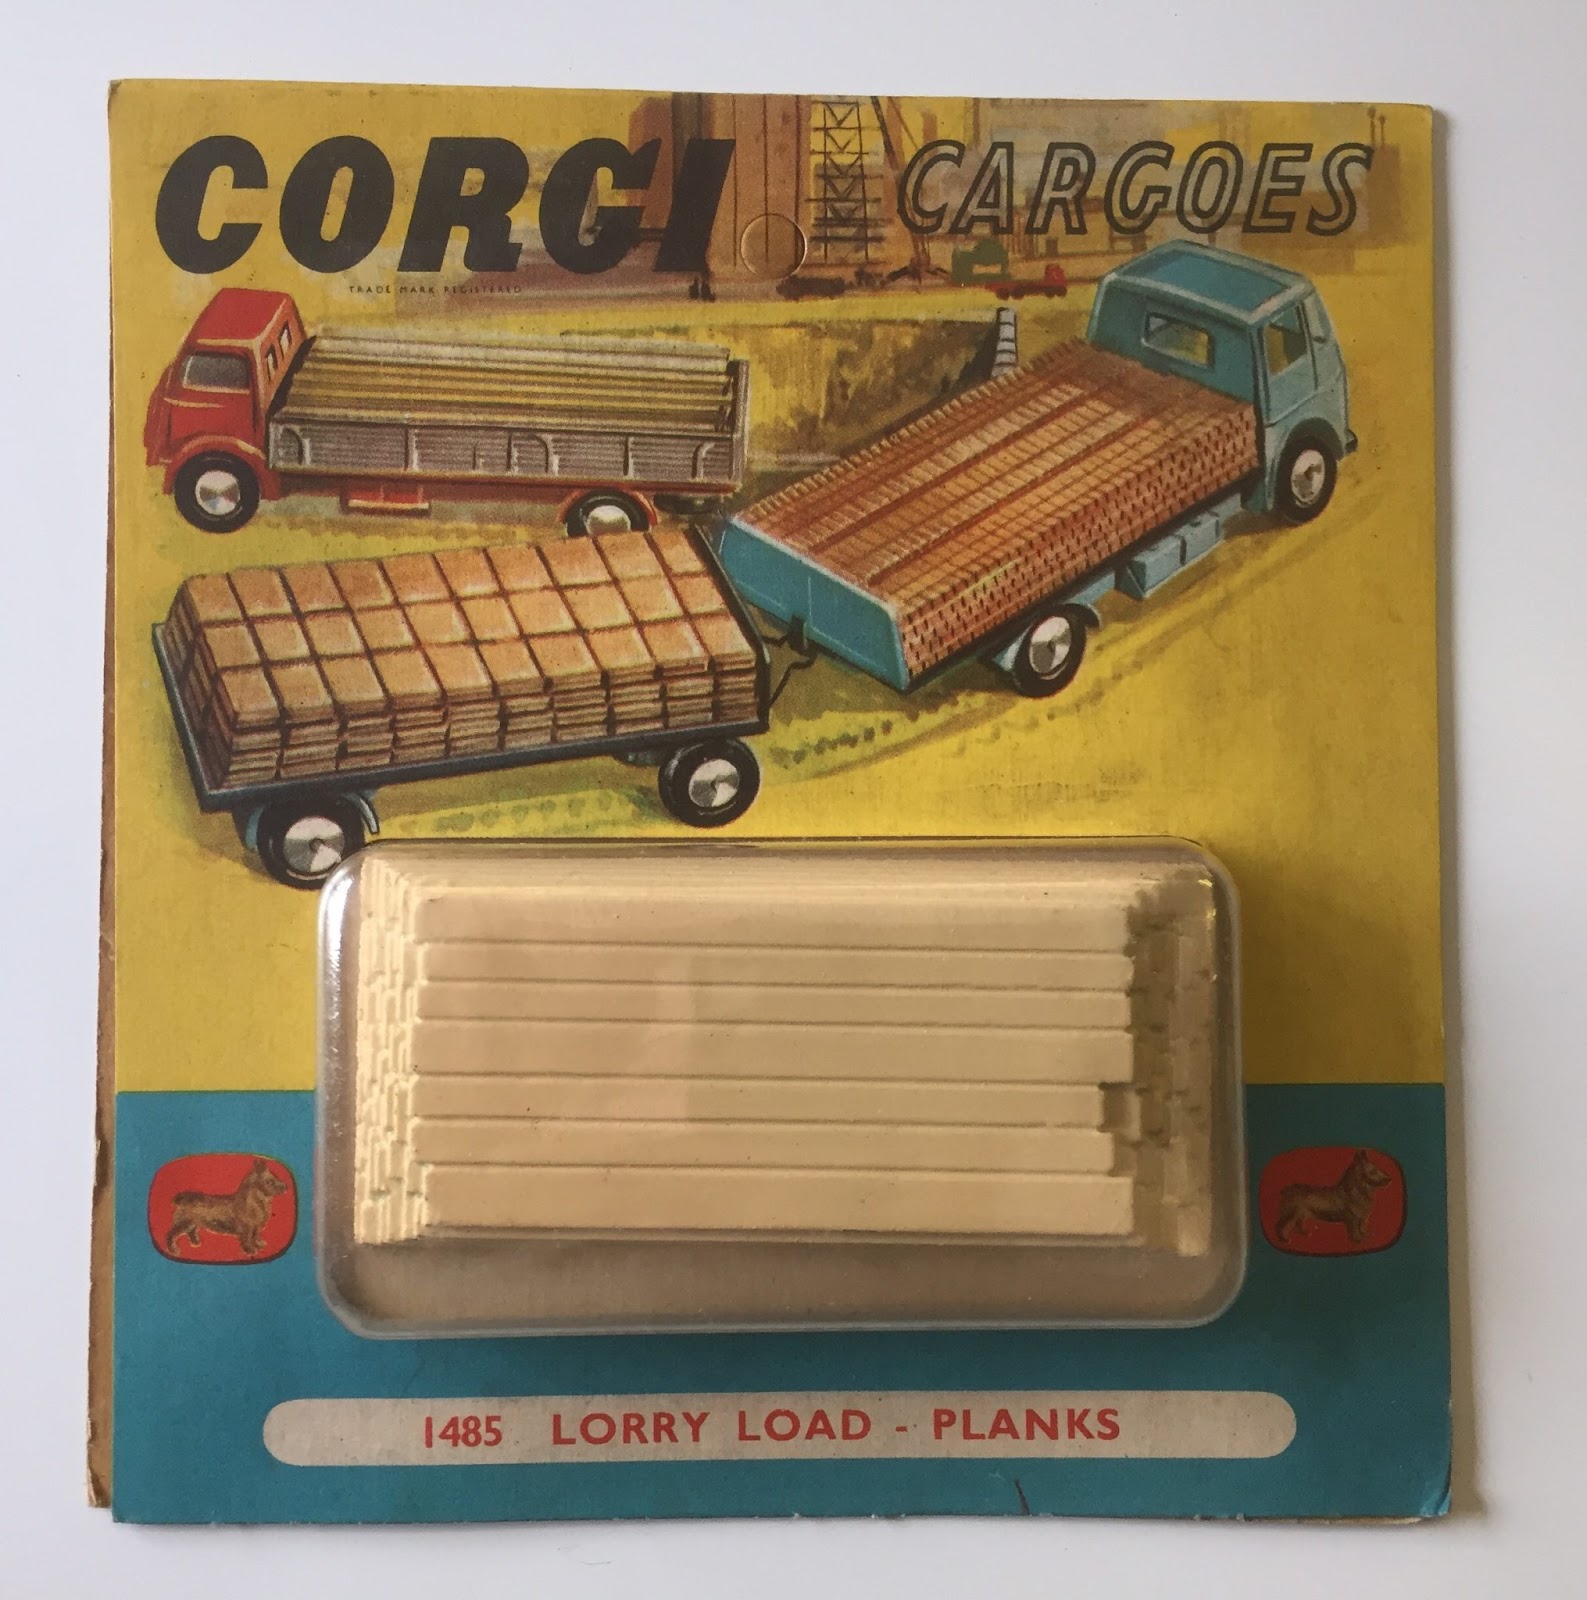 CORGI CARGOES
TRADE MARK REGISTERED
1485 LORRY LOAD - PLANKS